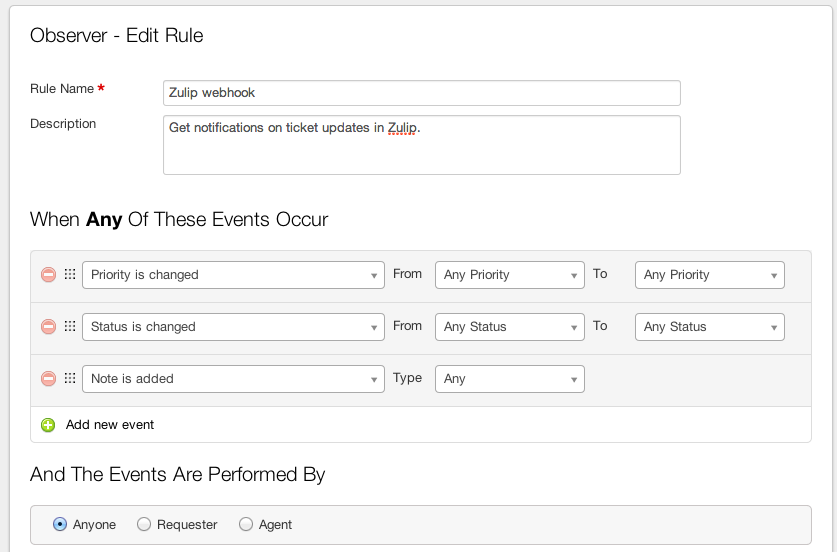 Observer - Edit Rule
Rule Name *
Zulip webhook
Description
Get notifications on ticket updates in Zulip.
When Any Of These Events Occur
Priority is changed From Any Priority To Any Priority
Status is changed From Any Status To Any Status
Note is added Type Any
Add new event
And The Events Are Performed By
Anyone Requester Agent